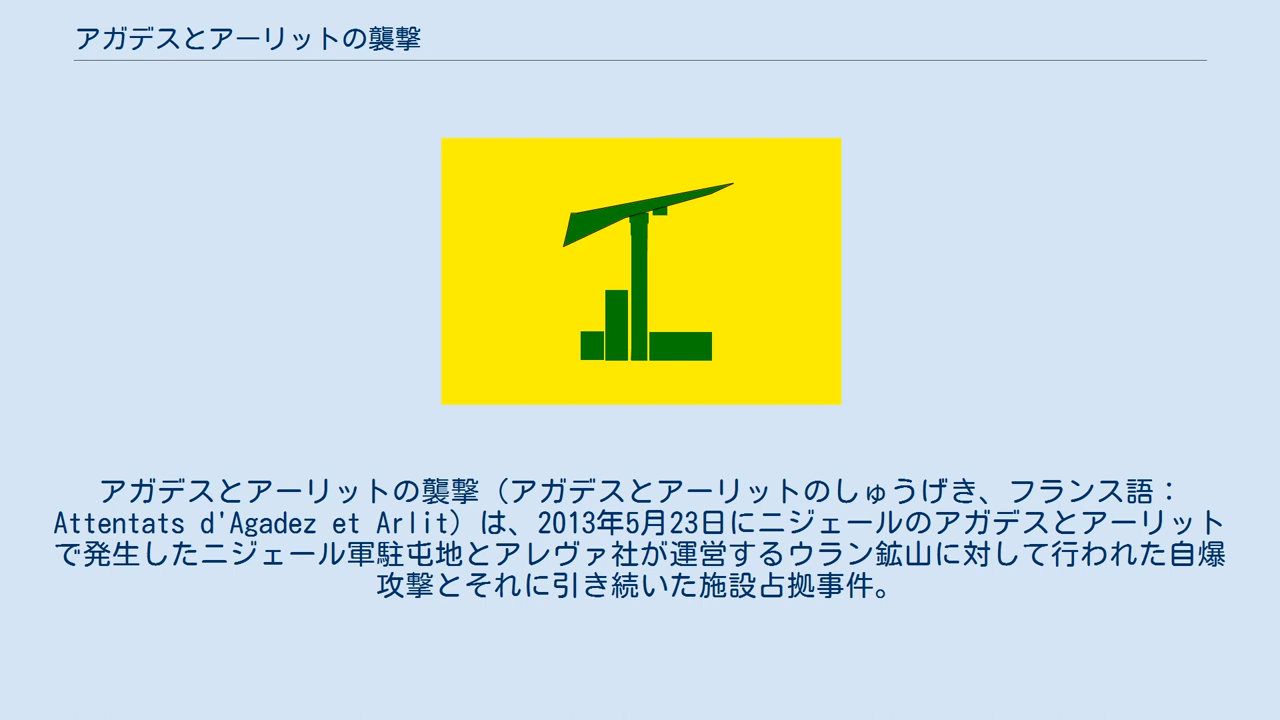 アガデスとアーリットの襲撃
アガデスとアーリットの襲撃（アガデスとアーリットのしゅうげき、フランス語：
Attentats d'Agadez et Arlit）は、2013年5月23日にニジェールのアガデスとアーリット
で発生したニジェール軍駐屯地とアレヴァ社が運営するウラン鉱山に対して行われた自爆
攻撃とそれに引き続いた施設占拠事件。